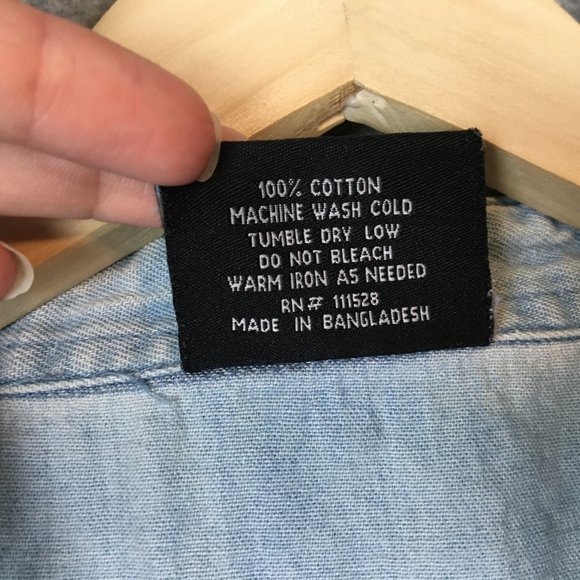 100% COTTON
MACHINE WASH COLD
TUMBLE DRY LOW
DO NOT BLEACH
WARM IRON AS NEEDED
RN# 111528
MADE IN BANGLADESH